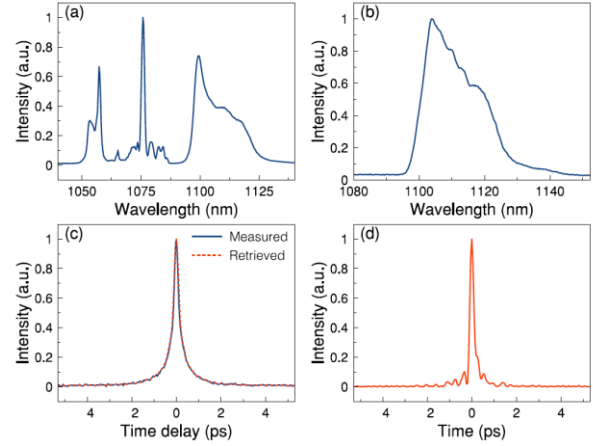 (a)
Intensity (a.u.)
1
0.8
0.6
0.4
0.2
0
1050 1075 1100 1125
Wavelength (nm)
(b)
Intensity (a.u.)
1
0.8
0.6
0.4
0.2
0
1080 1100 1120 1140
Wavelength (nm)
(c)
Measured
Retrieved
Intensity (a.u.)
1
0.8
0.6
0.4
0.2
0
4 2 0 2 4
Time delay (ps)
(d)
Intensity (a.u.)
1
0.8
0.6
0.4
0.2
0
4 2 0 2 4
Time (ps)